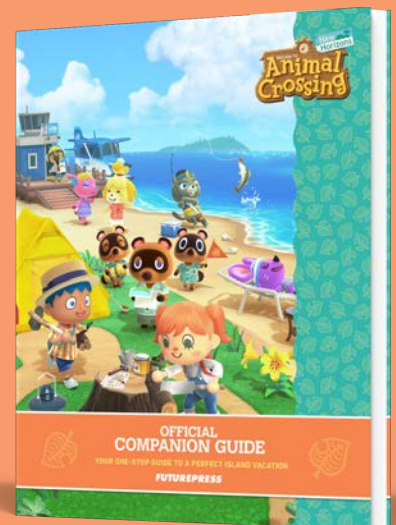 New
Horizons
Animal
Crossing
OFFICIAL
COMPANION GUIDE
YOUR ONE-STOP GUIDE TO A PERFECT ISLAND VACATION
FUTUREPRESS